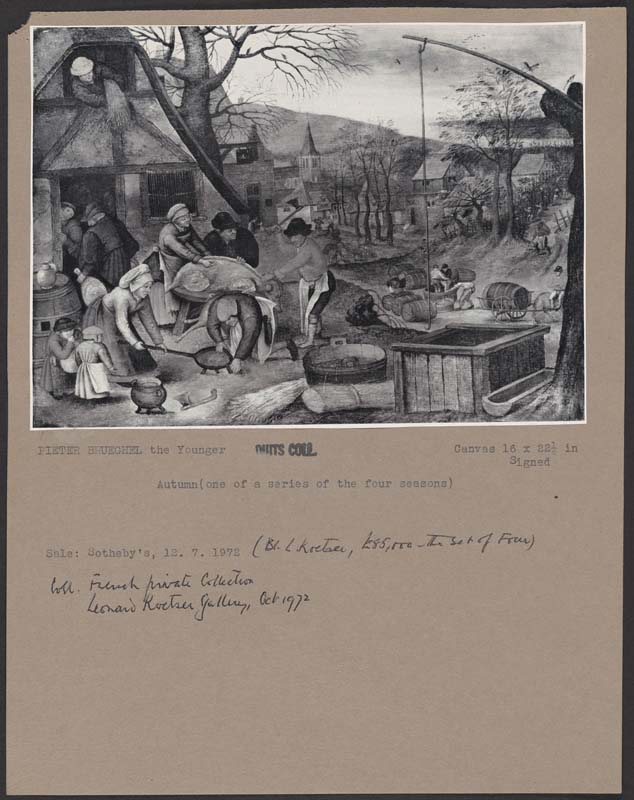 PIETER BRUEGHEL the Younger DUITS COLL. Canvas 16 x 22½ in
Signed
Autumn(one of a series of the four seasons)
Sale: Sotheby's, 12. 7. 1972 (Bt. L. Koetser, £85,000 – the set of Four)
Coll. French private Collection
Leonard Koetser Gallery, Oct 1972